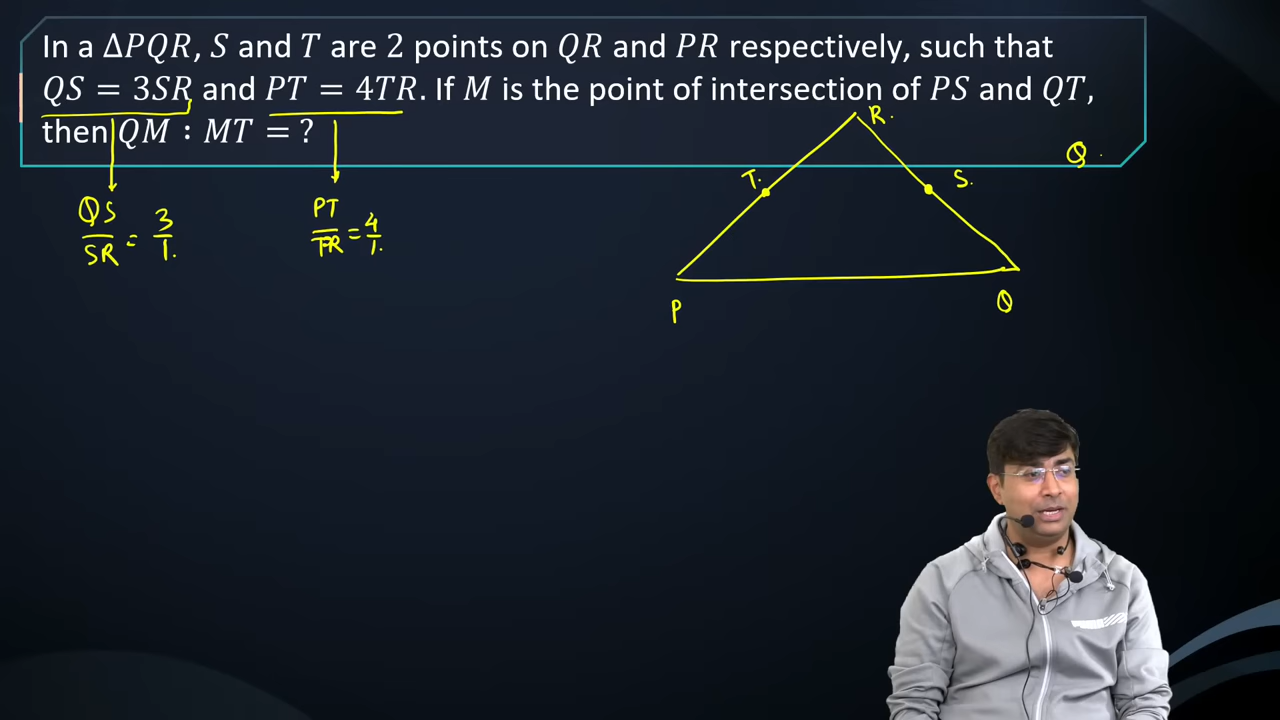 In a ΔPQR, S and T are 2 points on QR and PR respectively, such that
QS = 3SR and PT = 4TR. If M is the point of intersection of PS and QT,
then QM : MT = ?
R.
Q.
T.
S.
QS/SR = 3/1.
PT/TR = 4/1.
P
Q